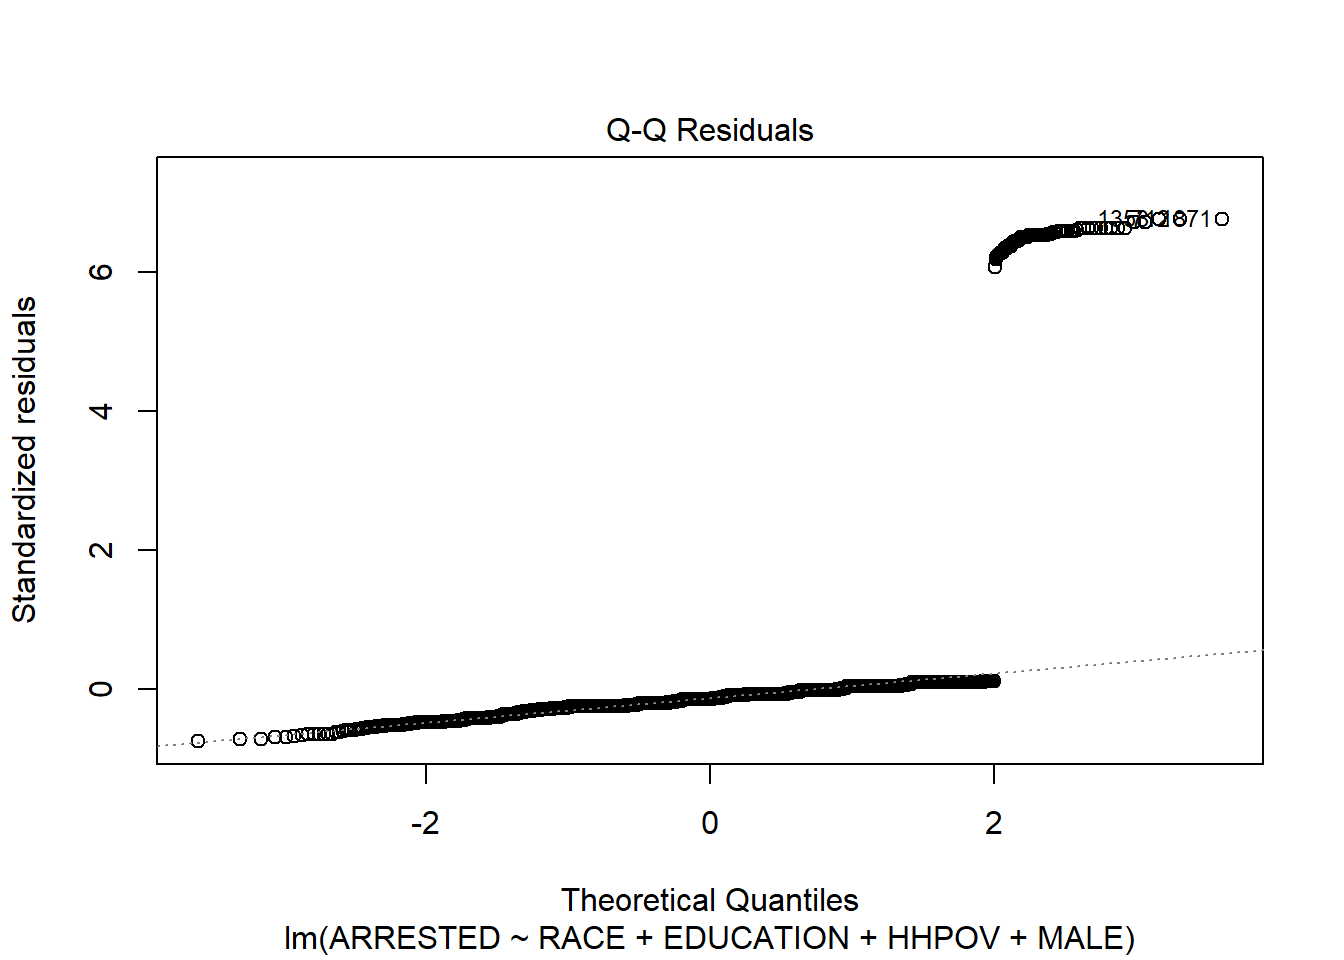 Q-Q Residuals
Standardized residuals
6
4
2
0
-2
0
2
Theoretical Quantiles
lm(ARRESTED ~ RACE + EDUCATION + HHPOV + MALE)